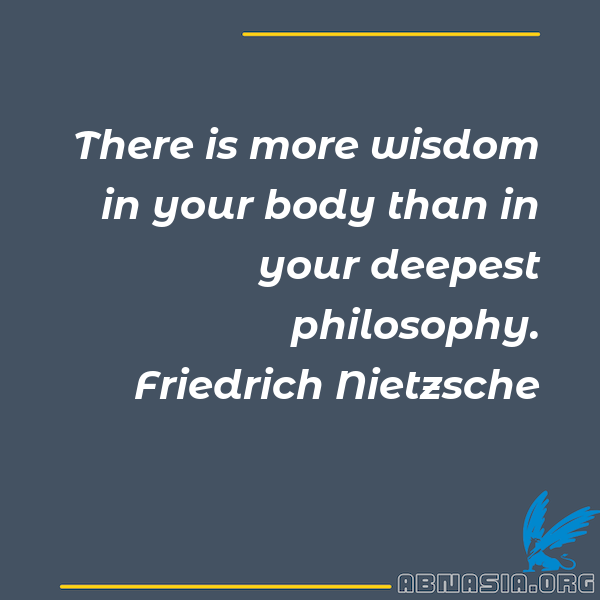 There is more wisdom
in your body than in
your deepest
philosophy.
Friedrich Nietzsche
ABNASIA.ORG